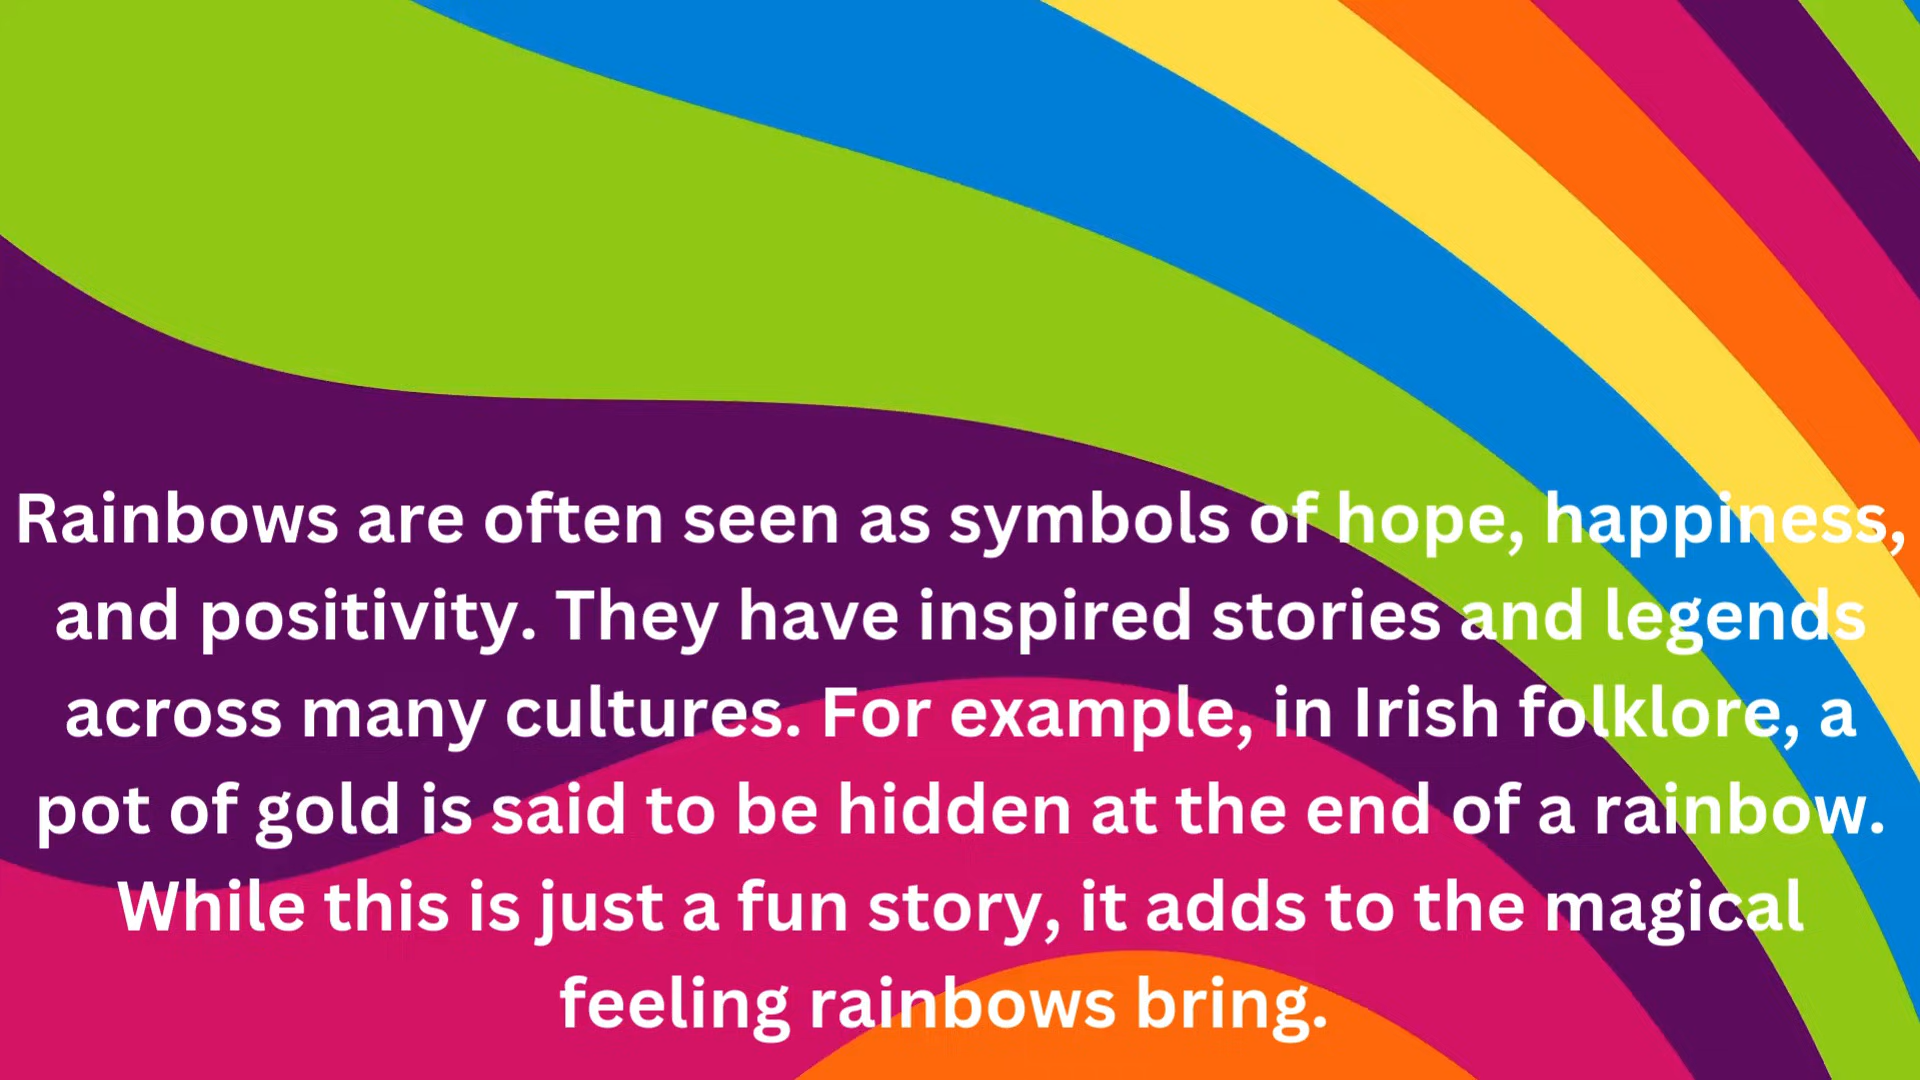 Rainbows are often seen as symbols of hope, happiness,
and positivity. They have inspired stories and legends
across many cultures. For example, in Irish folklore, a
pot of gold is said to be hidden at the end of a rainbow.
While this is just a fun story, it adds to the magical
feeling rainbows bring.